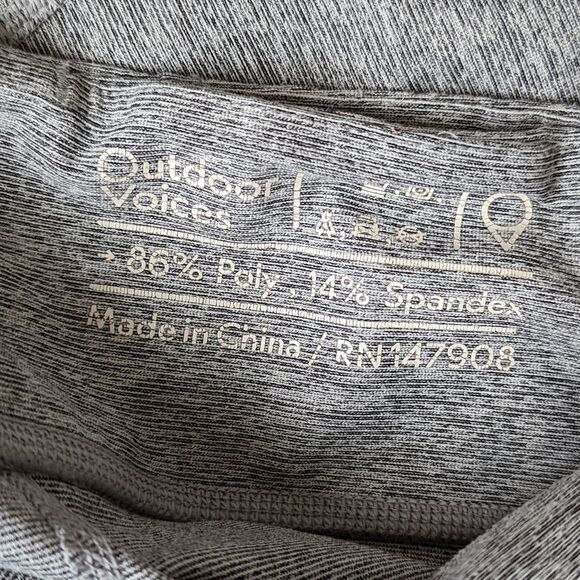 Outdoor
Voices
86% Poly, 14% Spandex
Made in China / RN147908